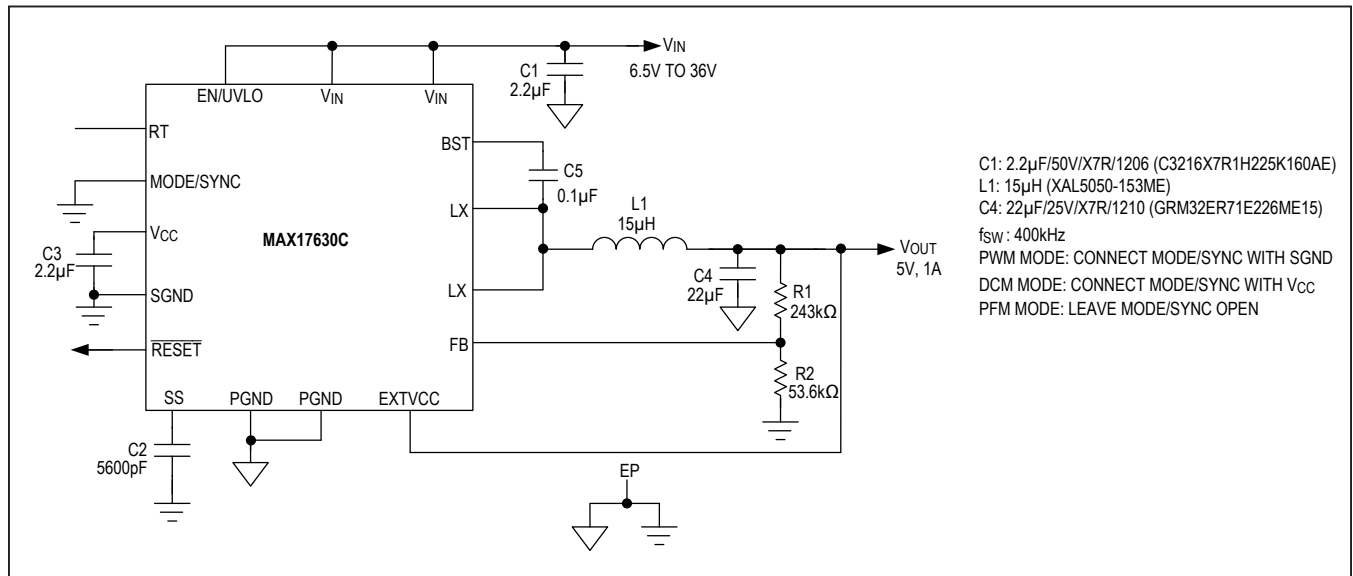 VIN
6.5V TO 36V
C1
2.2µF
EN/UVLO
VIN
VIN
RT
BST
MODE/SYNC
C5
0.1µF
LX
L1
15µH
VCC
MAX17630C
C3
2.2µF
VOUT
5V, 1A
C4
22µF
R1
243kΩ
SGND
LX
RESET
FB
R2
53.6kΩ
SS
PGND
PGND
EXTVCC
C2
5600pF
EP
C1: 2.2µF/50V/X7R/1206 (C3216X7R1H225K160AE)
L1: 15µH (XAL5050-153ME)
C4: 22µF/25V/X7R/1210 (GRM32ER71E226ME15)
fSW : 400kHz
PWM MODE: CONNECT MODE/SYNC WITH SGND
DCM MODE: CONNECT MODE/SYNC WITH VCC
PFM MODE: LEAVE MODE/SYNC OPEN